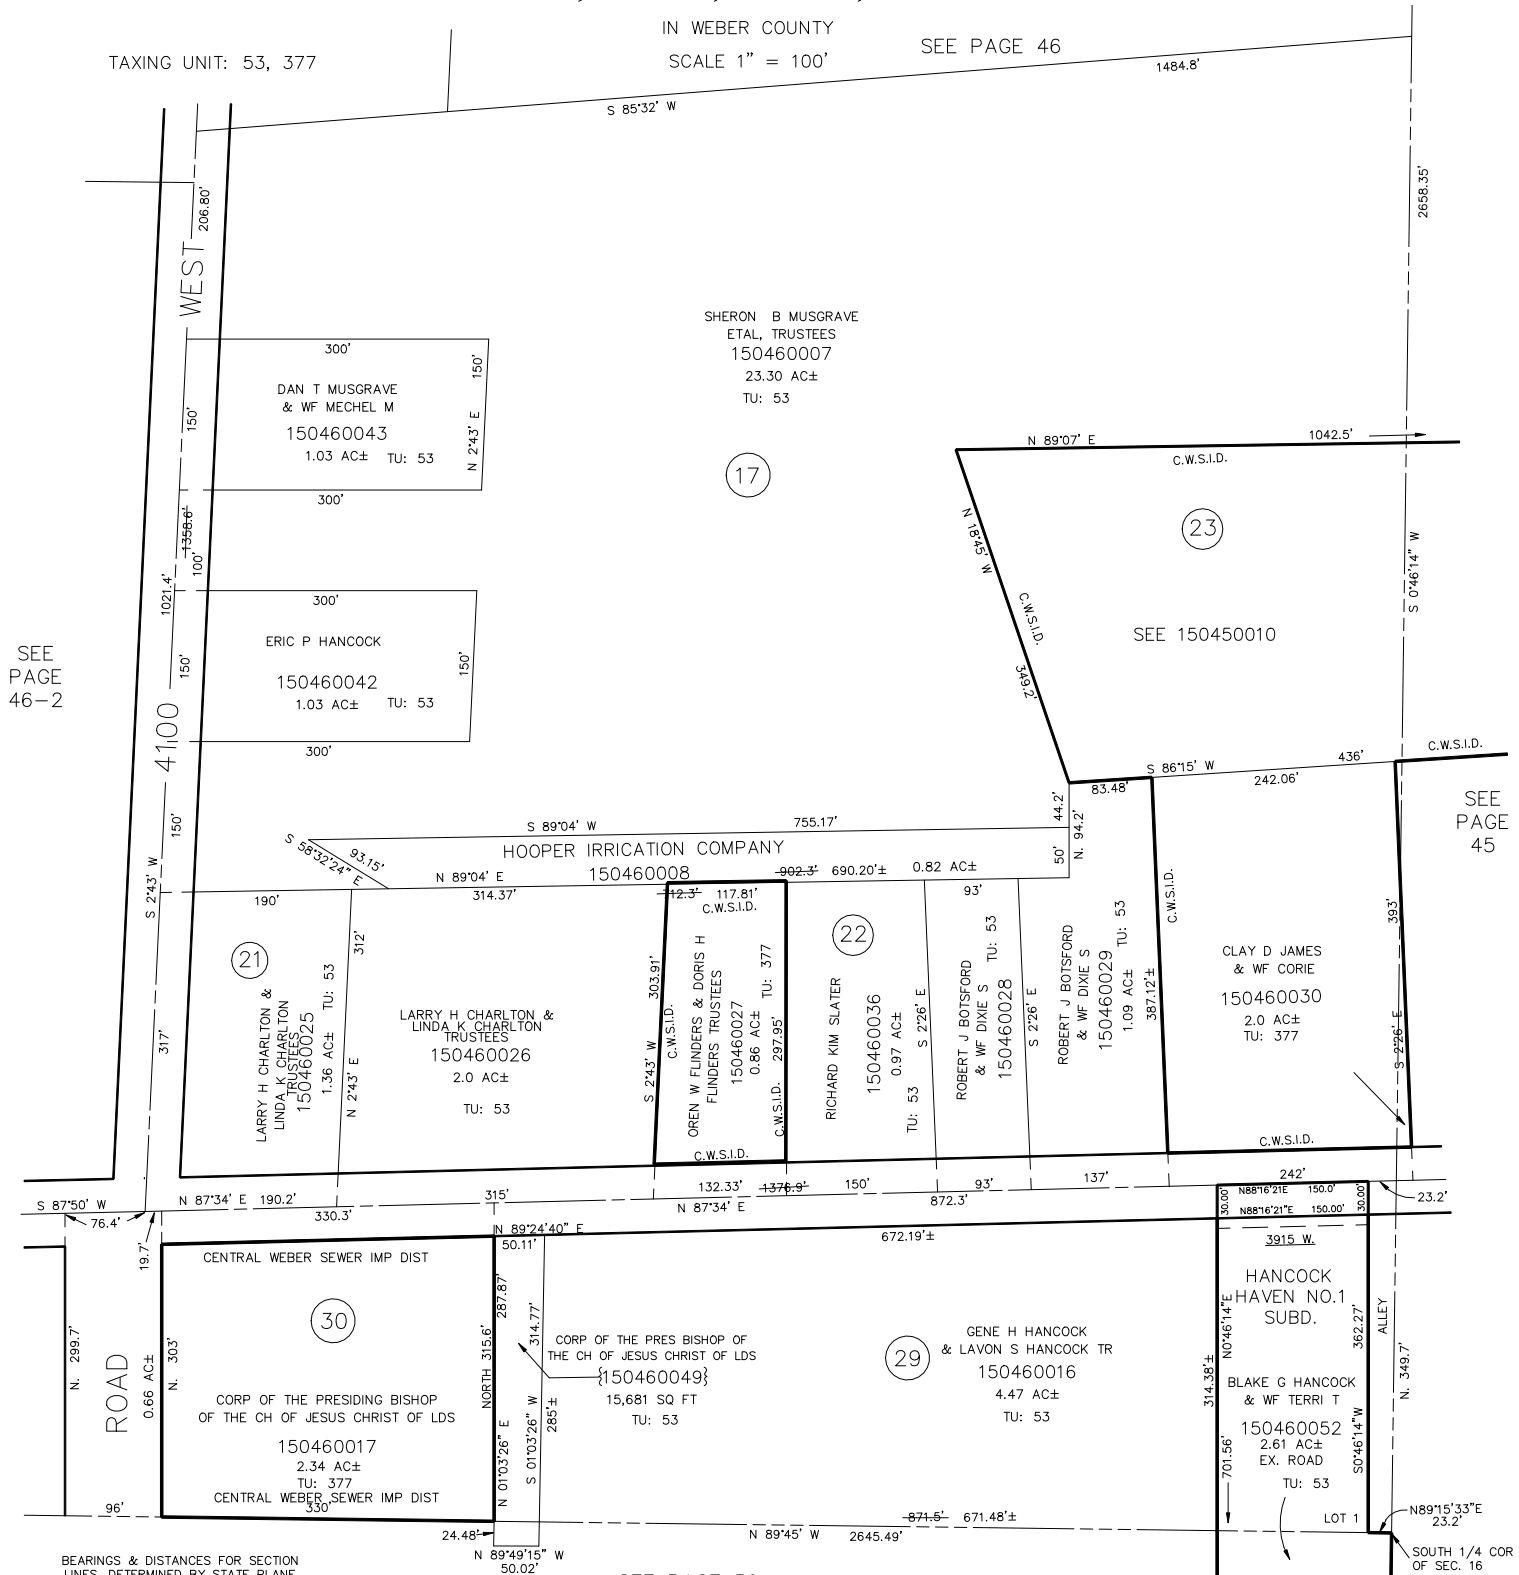 IN WEBER COUNTY
SCALE 1” = 100’
SEE PAGE 46
TAXING UNIT: 53, 377
1484.8’
S 85°32’ W
206.80’
2658.35’
WEST
SHERON B MUSGRAVE
ETAL, TRUSTEES
150460007
23.30 AC±
TU: 53
17
300’
DAN T MUSGRAVE
& WF MECHEL M
150460043
1.03 AC± TU: 53
150’
N 2°43’ E
150’
300’
N 89°07’ E
1042.5’
C.W.S.I.D.
23
N 18°45’ W
C.W.S.I.D.
349.2’
SEE 150450010
S 0°46’14” W
1358.6’
100’
1021.4’
300’
ERIC P HANCOCK
150460042
1.03 AC± TU: 53
150’
150’
300’
SEE
PAGE
46-2
4100
150’
S 86°15’ W
436’
C.W.S.I.D.
83.48’
242.06’
44.2’
50’
N. 94.2’
SEE
PAGE
45
S 89°04’ W
755.17’
S 58°32’24” E
93.15’
HOOPER IRRICATION COMPANY
150460008
902.3’ 690.20’±
0.82 AC±
N 89°04’ E
314.37’
112.3’ 117.81’
C.W.S.I.D.
93’
190’
S 2°43’ W
317’
21
LARRY H CHARLTON &
LINDA K CHARLTON
TRUSTEES
150460025
1.36 AC± TU: 53
312’
N 2°43’ E
LARRY H CHARLTON &
LINDA K CHARLTON
TRUSTEES
150460026
2.0 AC±
TU: 53
303.91’
S 2°43’ W
C.W.S.I.D.
OREN W FLINDERS & DORIS H
FLINDERS TRUSTEES
150460027
0.86 AC± TU: 377
297.95’
C.W.S.I.D.
C.W.S.I.D.
22
RICHARD KIM SLATER
150460036
0.97 AC±
TU: 53
S 2°26’ E
ROBERT J BOTSFORD
& WF DIXIE S TU: 53
150460028
S 2°26’ E
ROBERT J BOTSFORD
& WF DIXIE S
150460029
1.09 AC±
TU: 53
387.12’±
C.W.S.I.D.
CLAY D JAMES
& WF CORIE
150460030
2.0 AC±
TU: 377
393’
S 2°26’ E
C.W.S.I.D.
S 87°50’ W
76.4’
N 87°34’ E 190.2’
330.3’
315’
132.33’ 1376.9’ 150’
93’
137’
242’
N 87°34’ E
872.3’
N88°16’21E 150.0’
N88°16’21”E 150.00’
30.00’
30.00’
23.2’
19.7’
N 89°24’40” E
50.11’
672.19’±
3915 W.
CENTRAL WEBER SEWER IMP DIST
30
CORP OF THE PRESIDING BISHOP
OF THE CH OF JESUS CHRIST OF LDS
150460017
2.34 AC±
TU: 377
CENTRAL WEBER SEWER IMP DIST
330’
N. 299.7’
ROAD
0.66 AC±
N. 303’
96’
NORTH 315.6’
287.87’
N 01°03’26” E
314.77’
S 01°03’26” W
285’±
CORP OF THE PRES BISHOP OF
THE CH OF JESUS CHRIST OF LDS
{150460049}
15,681 SQ FT
TU: 53
29
GENE H HANCOCK
& LAVON S HANCOCK TR
150460016
4.47 AC±
TU: 53
HANCOCK
HAVEN NO.1
SUBD.
BLAKE G HANCOCK
& WF TERRI T
150460052
2.61 AC±
EX. ROAD
TU: 53
LOT 1
N0°46’14”E
314.38’±
701.56’
362.27’
S0°46’14”W
ALLEY
N. 349.7’
N89°15’33”E
23.2’
SOUTH 1/4 COR
OF SEC. 16
24.48’
N 89°49’15” W
50.02’
N 89°45’ W
871.5’ 671.48’±
2645.49’
BEARINGS & DISTANCES FOR SECTION
LINES DETERMINED BY STATE PLANE